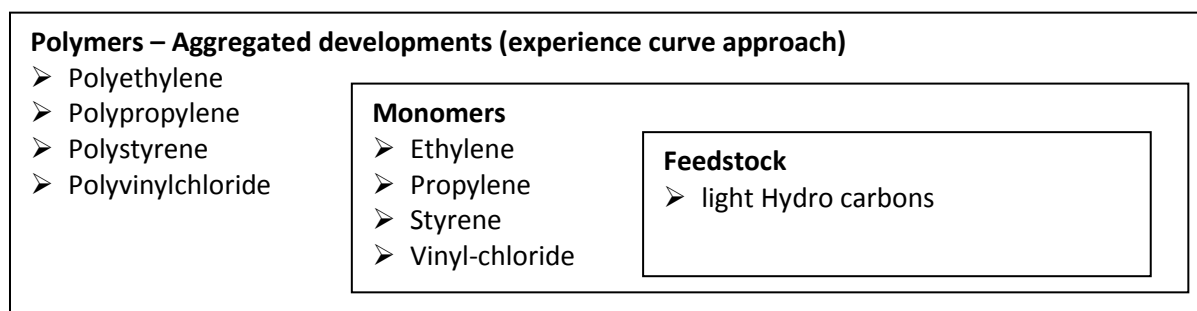 Polymers – Aggregated developments (experience curve approach)
➢ Polyethylene
➢ Polypropylene
➢ Polystyrene
➢ Polyvinylchloride
Monomers
➢ Ethylene
➢ Propylene
➢ Styrene
➢ Vinyl-chloride
Feedstock
➢ light Hydro carbons